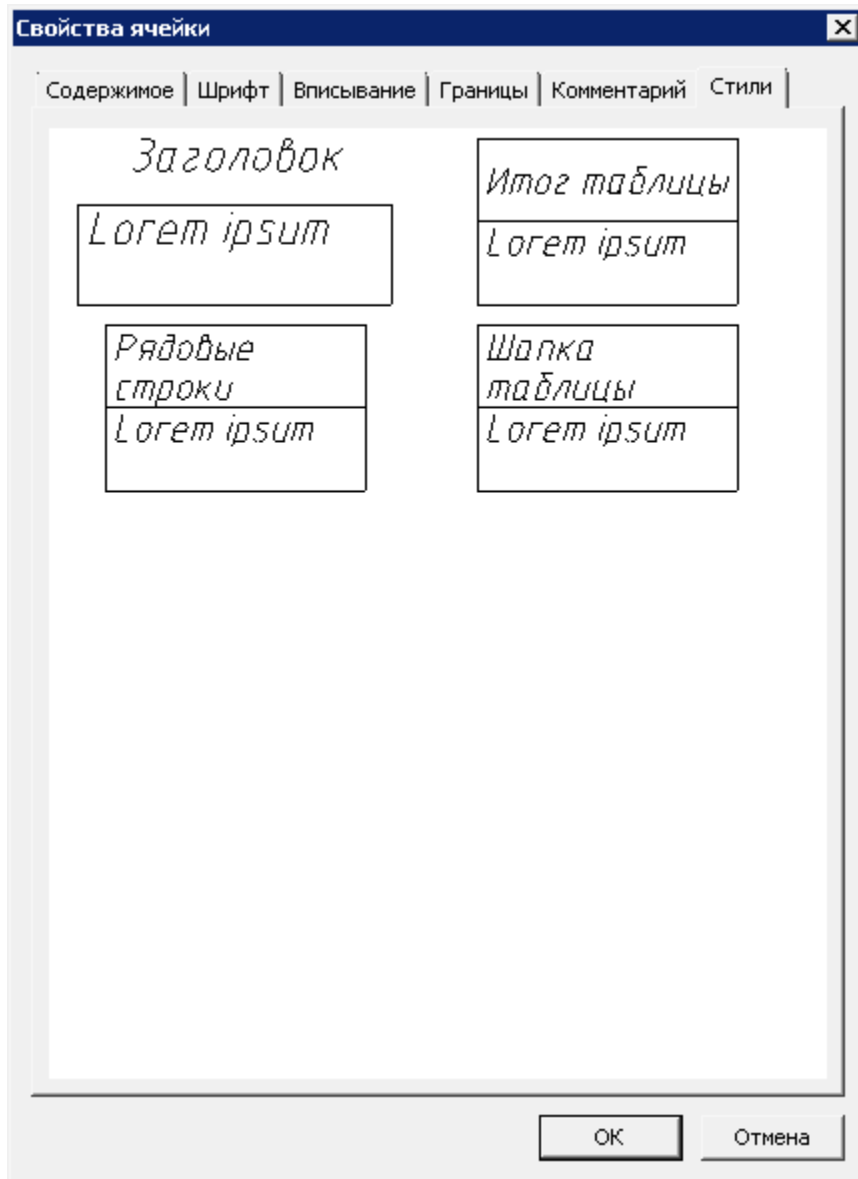 Свойства ячейки
Содержимое Шрифт Вписывание Границы Комментарий Стили
Заголовок
Lorem ipsum
Итог таблицы
Lorem ipsum
Рядовые
строки
Lorem ipsum
Шапка
таблицы
Lorem ipsum
OK Отмена